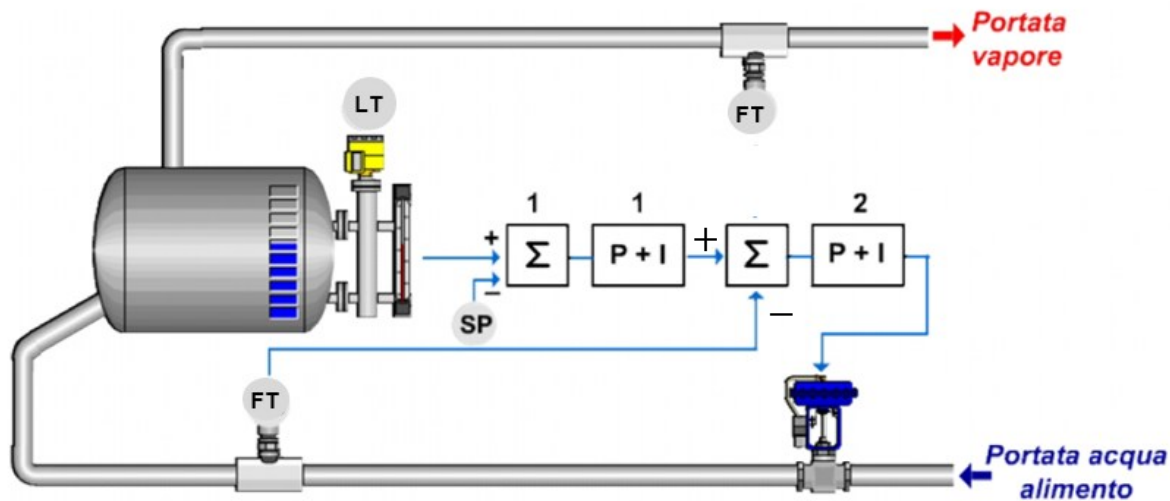 Portata
vapore
LT
FT
1
1
2
+
Σ
P + I
+
Σ
P + I
−
SP
−
FT
Portata acqua
alimento